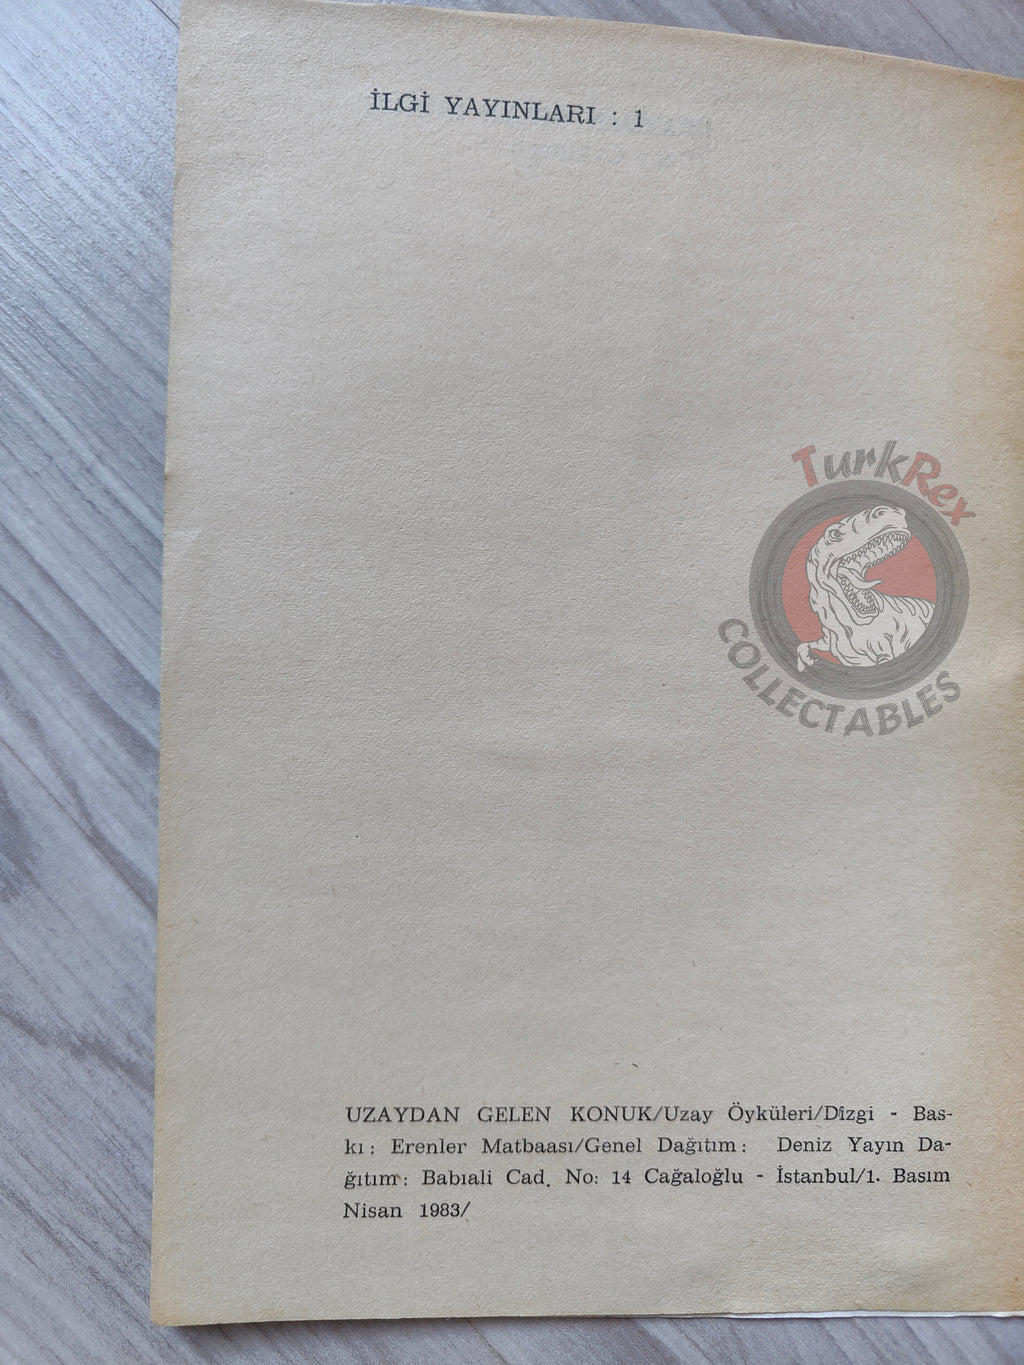 İLGİ YAYINLARI : 1
TurkRex
COLLECTABLES
UZAYDAN GELEN KONUK/Uzay Öyküleri/Dizgi - Bas-
kı : Erenler Matbaası/Genel Dağıtım : Deniz Yayın Da-
ğıtım : Babıali Cad. No: 14 Cağaloğlu - İstanbul/1. Basım
Nisan 1983/